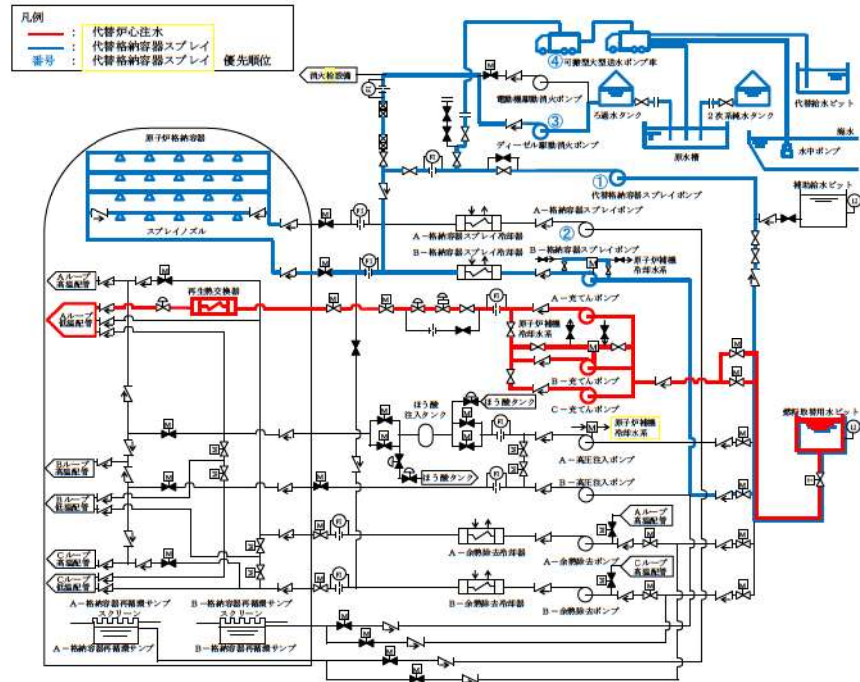 凡例
: 代替炉心注水
: 代替格納容器スプレイ
番号 : 代替格納容器スプレイ 優先順位
消火栓設備
FI
M
電動機駆動消火ポンプ
③
ディーゼル駆動消火ポンプ
④可搬型大型送水ポンプ車
ろ過水タンク
2次系純水タンク
原水槽
代替給水ピット
海水
水中ポンプ
①
代替格納容器スプレイポンプ
補助給水ピット
原子炉格納容器
スプレイノズル
A-格納容器スプレイポンプ
A-格納容器スプレイ冷却器
B-格納容器スプレイ冷却器
②
B-格納容器スプレイポンプ
原子炉補機
冷却水系
Aループ
高温配管
Aループ
低温配管
再生熱交換器
A-充てんポンプ
原子炉補機
冷却水系
B-充てんポンプ
C-充てんポンプ
燃料取替用水ピット
ほう酸
注入タンク
ほう酸タンク
ほう酸タンク
原子炉補機
冷却水系
A-高圧注入ポンプ
B-高圧注入ポンプ
Bループ
高温配管
Bループ
低温配管
Cループ
高温配管
Cループ
低温配管
Aループ
高温配管
A-余熱除去冷却器
A-余熱除去ポンプ
Cループ
高温配管
B-余熱除去冷却器
B-余熱除去ポンプ
A-格納容器再循環サンプ
スクリーン
B-格納容器再循環サンプ
スクリーン
A-格納容器再循環サンプ
B-格納容器再循環サンプ